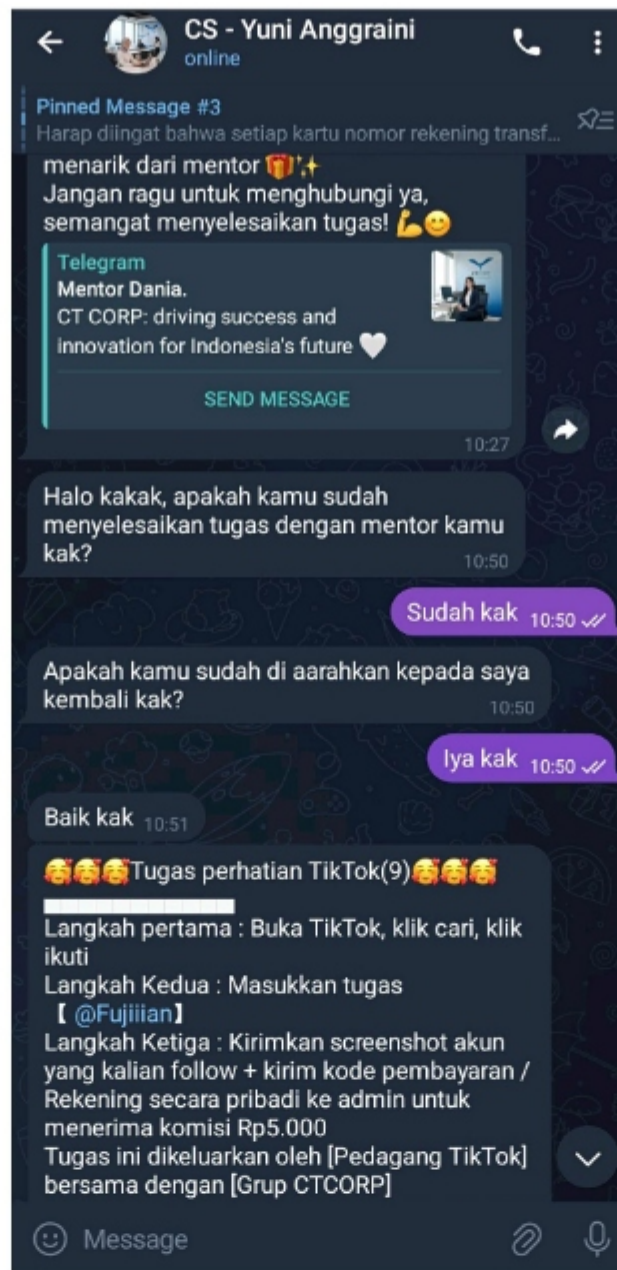 CS - Yuni Anggraini
online
Pinned Message #3
Harap diingat bahwa setiap kartu nomor rekening transf...
menarik dari mentor 🎁✨
Jangan ragu untuk menghubungi ya,
semangat menyelesaikan tugas! 💪😊
Telegram
Mentor Dania.
CT CORP: driving success and
innovation for Indonesia's future 🤍
SEND MESSAGE
10:27
Halo kakak, apakah kamu sudah
menyelesaikan tugas dengan mentor kamu
kak?
10:50
Sudah kak 10:50
Apakah kamu sudah di aarahkan kepada saya
kembali kak?
10:50
Iya kak 10:50
Baik kak 10:51
🥰🥰🥰Tugas perhatian TikTok(9)🥰🥰🥰
Langkah pertama : Buka TikTok, klik cari, klik
ikuti
Langkah Kedua : Masukkan tugas
【 @Fujiiian】
Langkah Ketiga : Kirimkan screenshot akun
yang kalian follow + kirim kode pembayaran /
Rekening secara pribadi ke admin untuk
menerima komisi Rp5.000
Tugas ini dikeluarkan oleh [Pedagang TikTok]
bersama dengan [Grup CTCORP]
Message